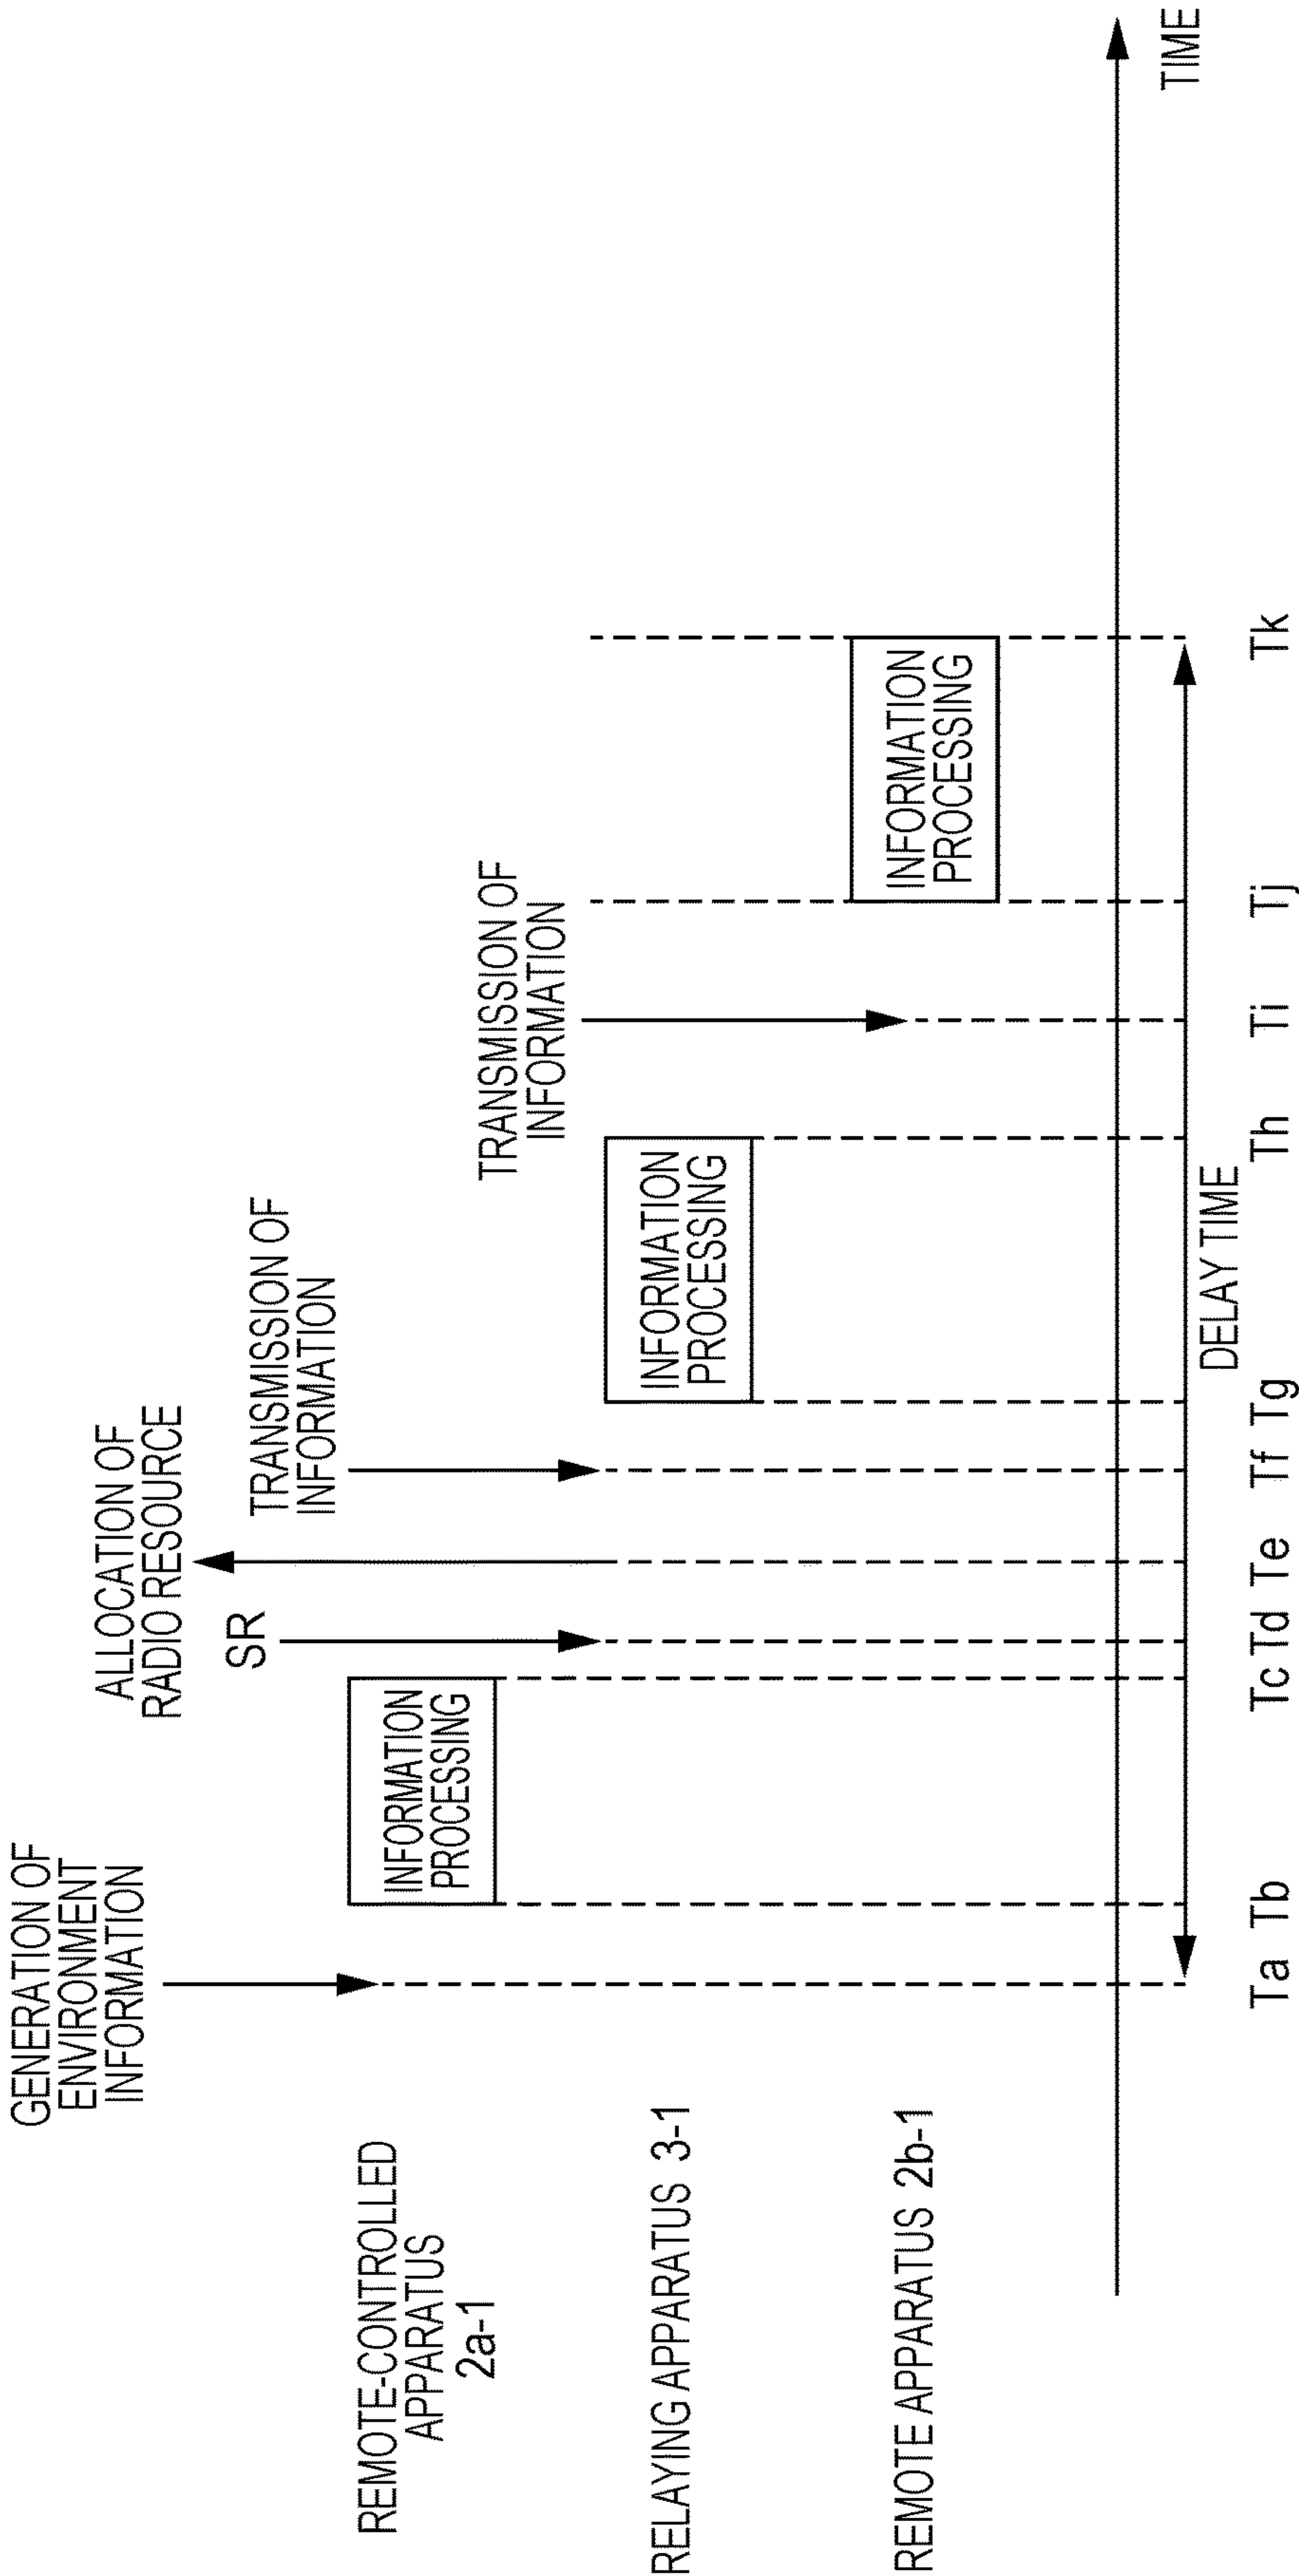 GENERATION OF
ENVIRONMENT
INFORMATION
ALLOCATION OF
RADIO RESOURCE
SR
TRANSMISSION OF
INFORMATION
TRANSMISSION OF
INFORMATION
REMOTE-CONTROLLED
APPARATUS
2a-1
INFORMATION
PROCESSING
RELAYING APPARATUS 3-1
INFORMATION
PROCESSING
REMOTE APPARATUS 2b-1
INFORMATION
PROCESSING
TIME
DELAY TIME
Ta Tb Tc Td Te Tf Tg Th Ti Tj Tk